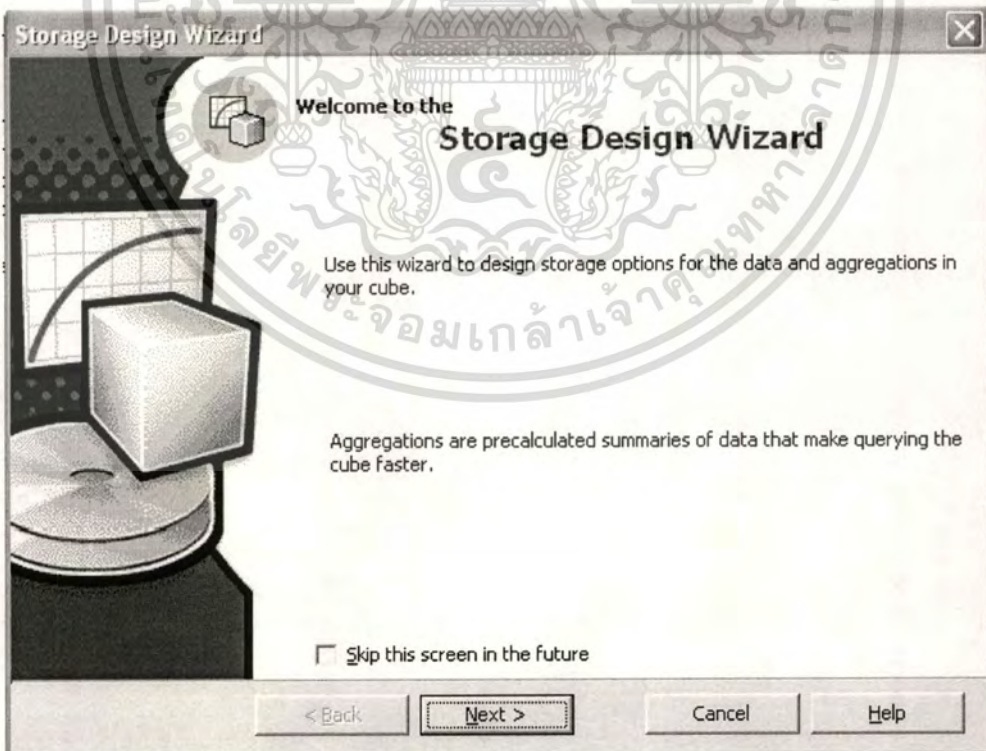 Storage Design Wizard
Welcome to the
Storage Design Wizard
Use this wizard to design storage options for the data and aggregations in
your cube.
Aggregations are precalculated summaries of data that make querying the
cube faster.
Skip this screen in the future
< Back
Next >
Cancel
Help